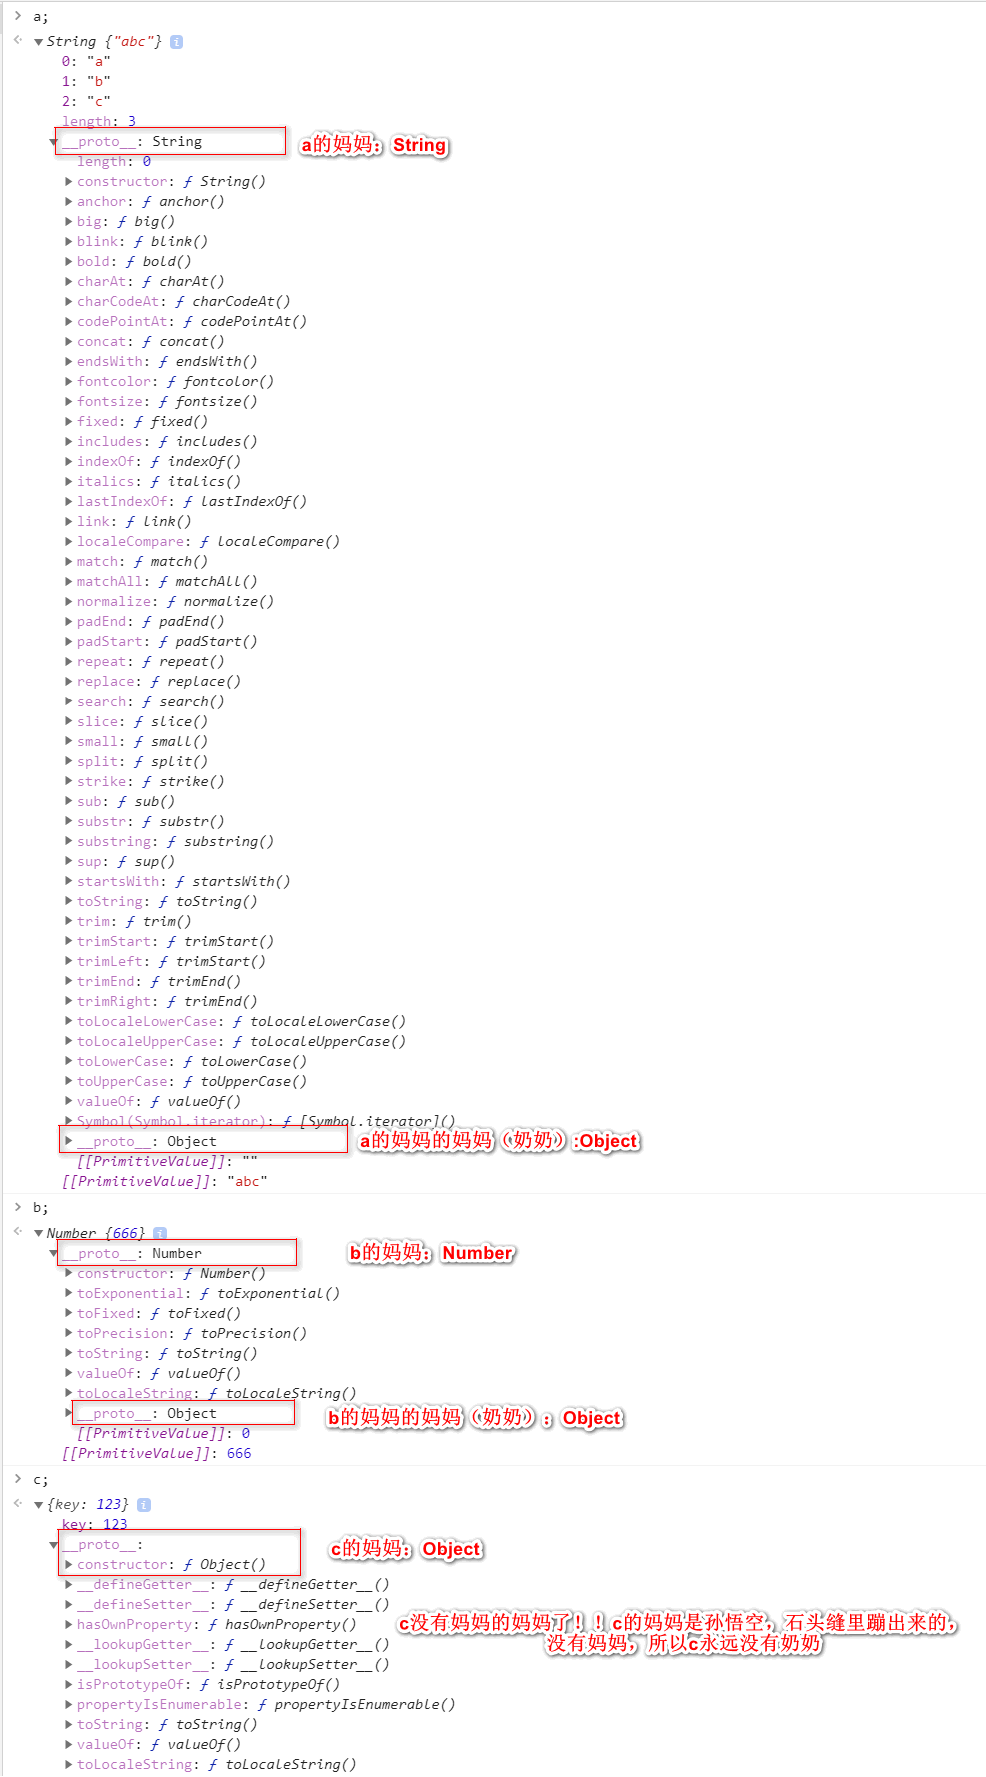 a;
String {"abc"} i
0: "a"
1: "b"
2: "c"
length: 3
__proto__: String a的妈妈：String
length: 0
constructor: ƒ String()
anchor: ƒ anchor()
big: ƒ big()
blink: ƒ blink()
bold: ƒ bold()
charAt: ƒ charAt()
charCodeAt: ƒ charCodeAt()
codePointAt: ƒ codePointAt()
concat: ƒ concat()
endsWith: ƒ endsWith()
fontcolor: ƒ fontcolor()
fontsize: ƒ fontsize()
fixed: ƒ fixed()
includes: ƒ includes()
indexOf: ƒ indexOf()
italics: ƒ italics()
lastIndexOf: ƒ lastIndexOf()
link: ƒ link()
localeCompare: ƒ localeCompare()
match: ƒ match()
matchAll: ƒ matchAll()
normalize: ƒ normalize()
padEnd: ƒ padEnd()
padStart: ƒ padStart()
repeat: ƒ repeat()
replace: ƒ replace()
search: ƒ search()
slice: ƒ slice()
small: ƒ small()
split: ƒ split()
strike: ƒ strike()
sub: ƒ sub()
substr: ƒ substr()
substring: ƒ substring()
sup: ƒ sup()
startsWith: ƒ startsWith()
toString: ƒ toString()
trim: ƒ trim()
trimStart: ƒ trimStart()
trimLeft: ƒ trimStart()
trimEnd: ƒ trimEnd()
trimRight: ƒ trimEnd()
toLocaleLowerCase: ƒ toLocaleLowerCase()
toLocaleUpperCase: ƒ toLocaleUpperCase()
toLowerCase: ƒ toLowerCase()
toUpperCase: ƒ toUpperCase()
valueOf: ƒ valueOf()
Symbol(Symbol.iterator): ƒ [Symbol.iterator]()
__proto__: Object a的妈妈的妈妈（奶奶）:Object
[[PrimitiveValue]]: ""
[[PrimitiveValue]]: "abc"
b;
Number {666} i
__proto__: Number b的妈妈：Number
constructor: ƒ Number()
toExponential: ƒ toExponential()
toFixed: ƒ toFixed()
toPrecision: ƒ toPrecision()
toString: ƒ toString()
valueOf: ƒ valueOf()
toLocaleString: ƒ toLocaleString()
__proto__: Object b的妈妈的妈妈（奶奶）：Object
[[PrimitiveValue]]: 0
[[PrimitiveValue]]: 666
c;
{key: 123} i
key: 123
__proto__: c的妈妈：Object
constructor: ƒ Object()
__defineGetter__: ƒ __defineGetter__()
__defineSetter__: ƒ __defineSetter__()
hasOwnProperty: ƒ hasOwnProperty() c没有妈妈的妈妈了！！c的妈妈是孙悟空，石头缝里蹦出来的，
__lookupGetter__: ƒ __lookupGetter__() 没有妈妈，所以c永远没有奶奶
__lookupSetter__: ƒ __lookupSetter__()
isPrototypeOf: ƒ isPrototypeOf()
propertyIsEnumerable: ƒ propertyIsEnumerable()
toString: ƒ toString()
valueOf: ƒ valueOf()
toLocaleString: ƒ toLocaleString()